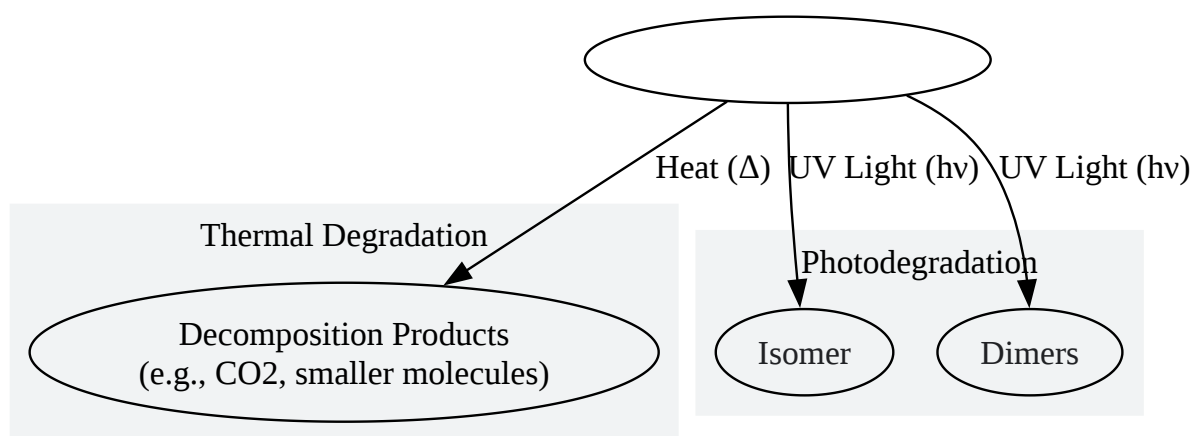 Heat (Δ)
UV Light (hν)
UV Light (hν)
Thermal Degradation
Photodegradation
Decomposition Products
(e.g., CO2, smaller molecules)
Isomer
Dimers